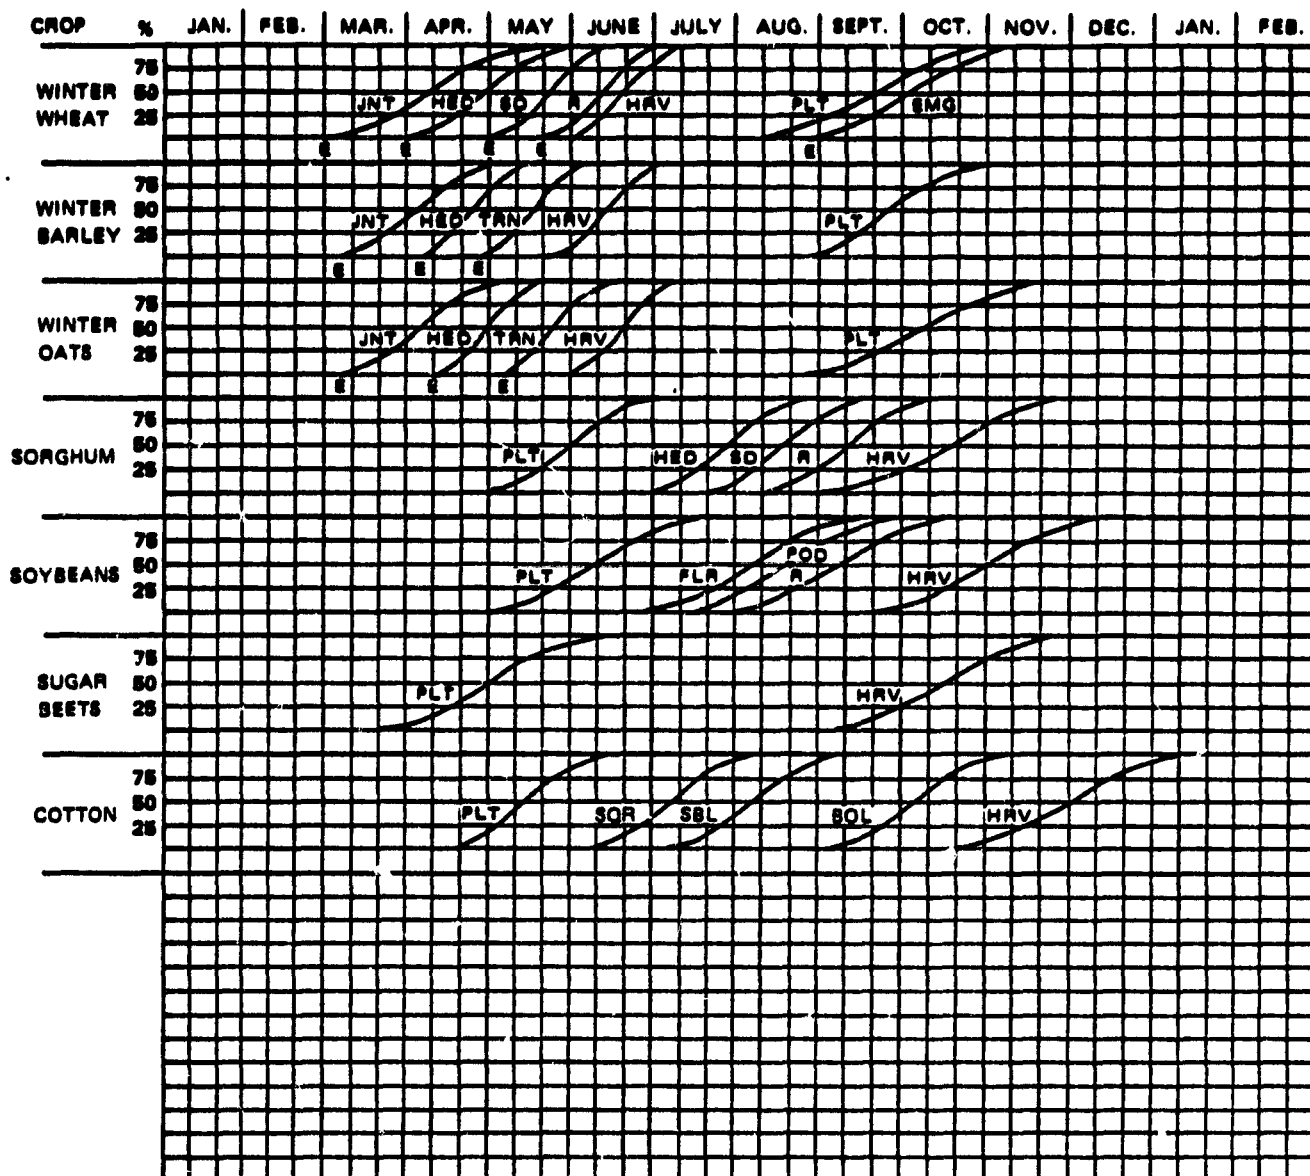 CROP % JAN. FEB. MAR. APR. MAY JUNE JULY AUG. SEPT. OCT. NOV. DEC. JAN. FEB.
75
WINTER 50
JNT HED SD R HRV PLT EMG
WHEAT 25
E E E E E
75
WINTER 50
JNT HED TRN HRV PLT
BARLEY 25
E E E
75
WINTER 50
JNT HED TRN HRV PLT
OATS 25
E E E
75
50
SORGHUM PLT HED SD R HRV
25
75
POD
50
SOYBEANS PLT FLR R HRV
25
75
SUGAR 50
PLT HRV
BEETS 25
75
50
COTTON PLT SQR SBL BOL HRV
25